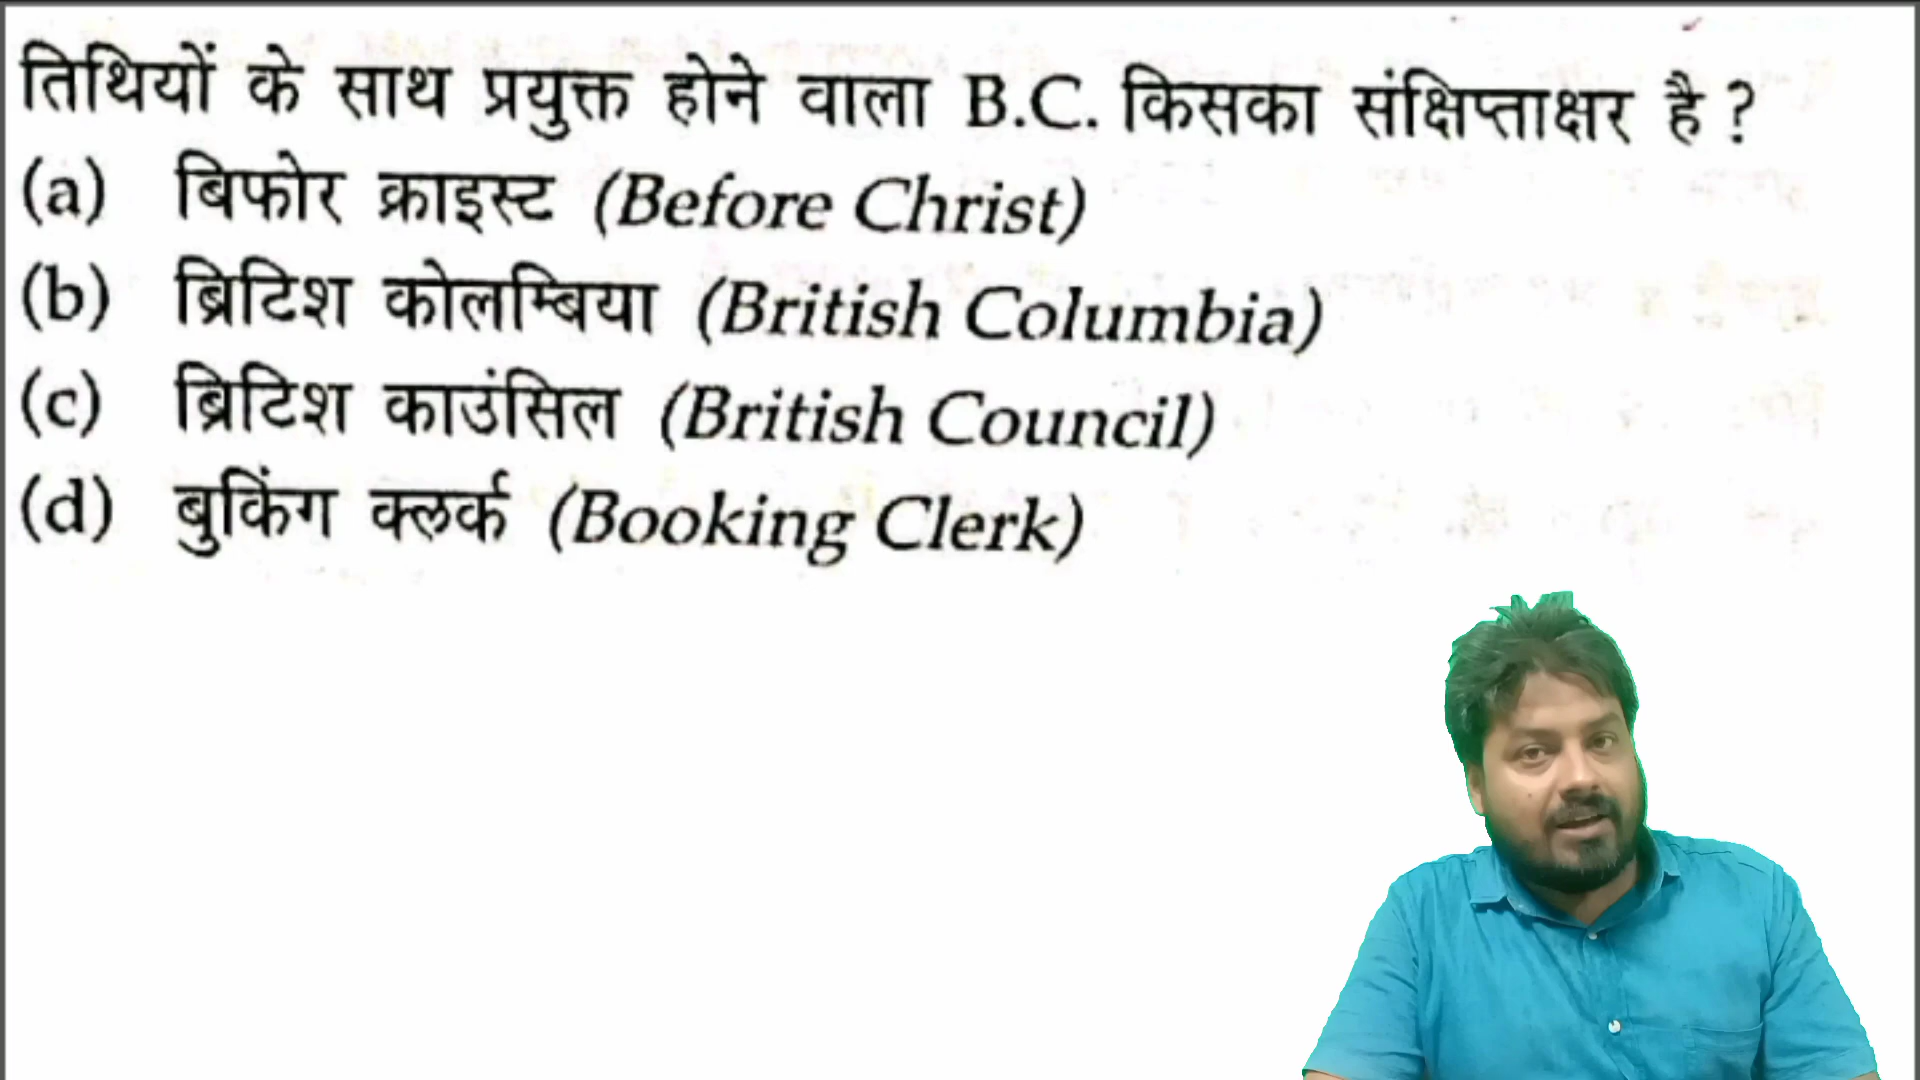 तिथियों के साथ प्रयुक्त होने वाला B.C. किसका संक्षिप्ताक्षर है ?
(a) बिफोर क्राइस्ट (Before Christ)
(b) ब्रिटिश कोलम्बिया (British Columbia)
(c) ब्रिटिश काउंसिल (British Council)
(d) बुकिंग क्लर्क (Booking Clerk)